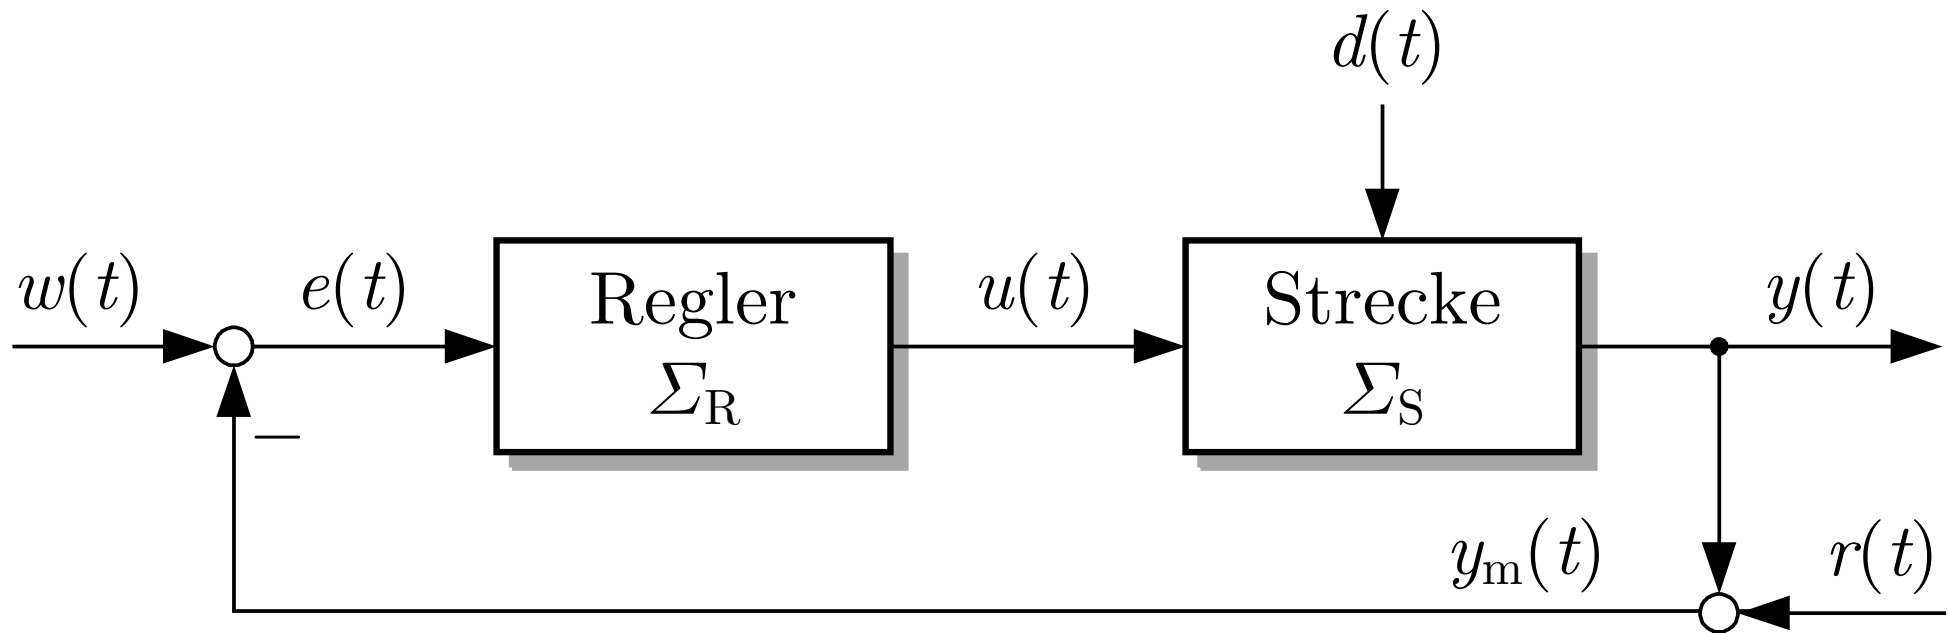 d(t)
w(t)
e(t)
Regler
Σ_R
u(t)
Strecke
Σ_S
y(t)
−
y_m(t)
r(t)